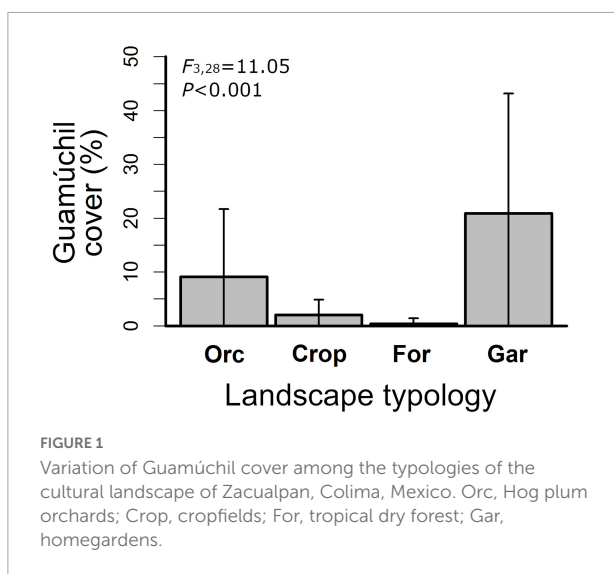 F3,28=11.05
P<0.001
Guamúchil
cover (%)
50
40
30
20
10
0
Orc Crop For Gar
Landscape typology
FIGURE 1
Variation of Guamúchil cover among the typologies of the
cultural landscape of Zacualpan, Colima, Mexico. Orc, Hog plum
orchards; Crop, cropfields; For, tropical dry forest; Gar,
homegardens.